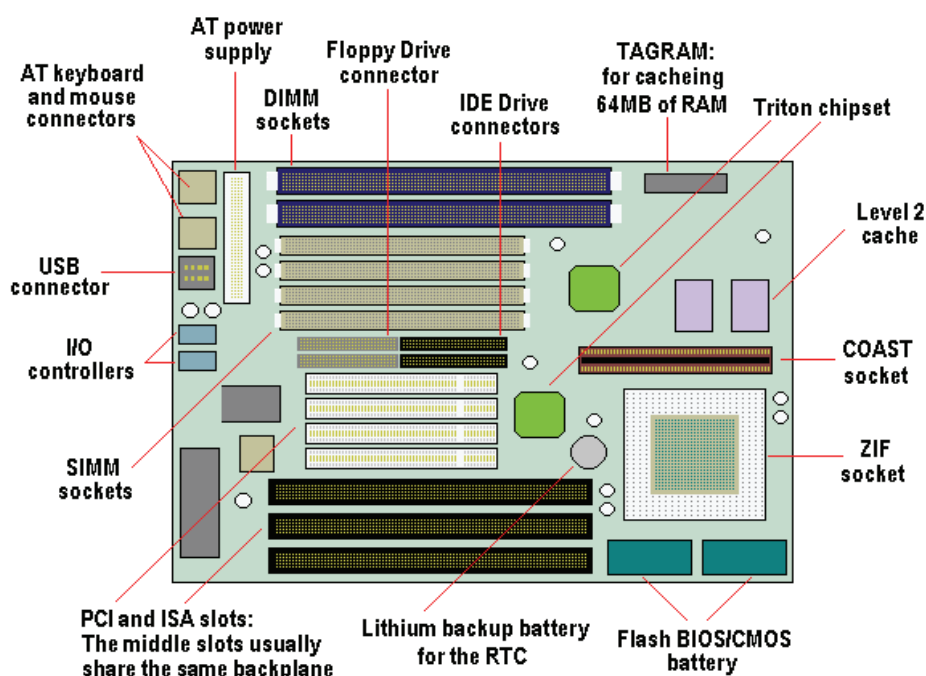 AT power
supply
Floppy Drive
connector
TAGRAM:
for cacheing
64MB of RAM
AT keyboard
and mouse
connectors
DIMM
sockets
IDE Drive
connectors
Triton chipset
Level 2
cache
USB
connector
I/O
controllers
COAST
socket
SIMM
sockets
ZIF
socket
PCI and ISA slots:
The middle slots usually
share the same backplane
Lithium backup battery
for the RTC
Flash BIOS/CMOS
battery